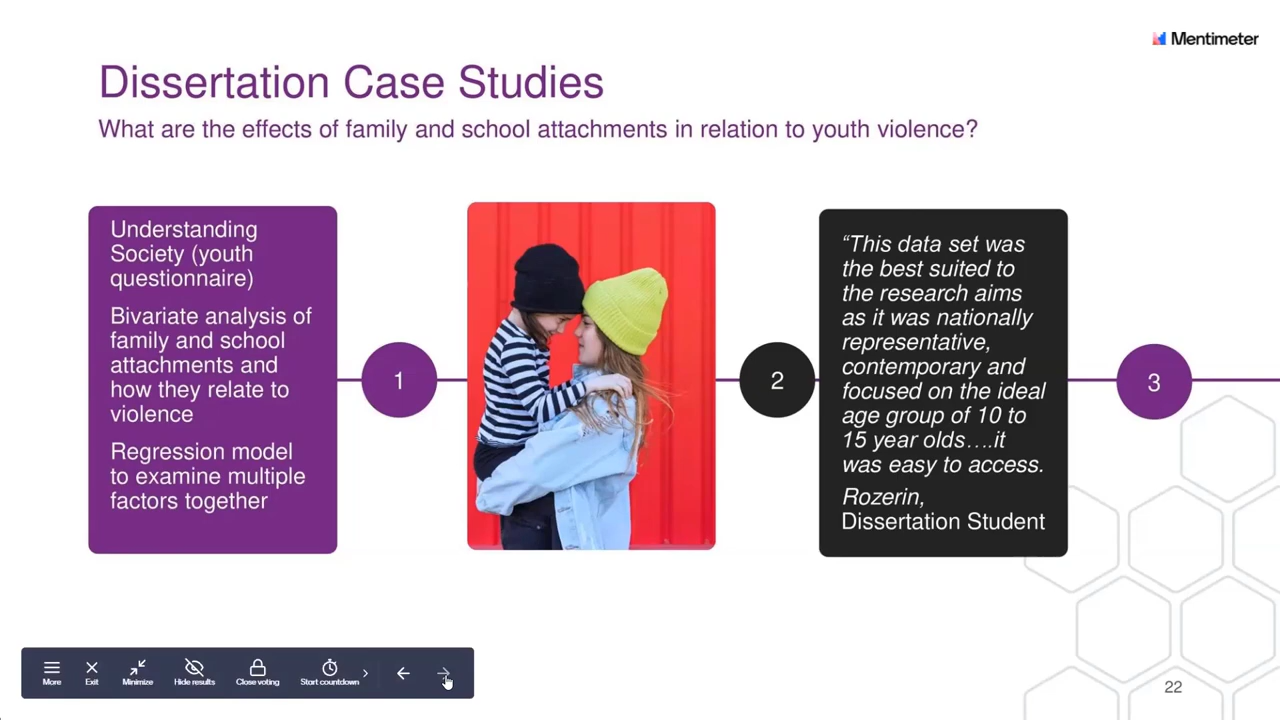 Mentimeter
Dissertation Case Studies
What are the effects of family and school attachments in relation to youth violence?
Understanding
Society (youth
questionnaire)
Bivariate analysis of
family and school
attachments and
how they relate to
violence
Regression model
to examine multiple
factors together
1
2
“This data set was
the best suited to
the research aims
as it was nationally
representative,
contemporary and
focused on the ideal
age group of 10 to
15 year olds….it
was easy to access.
Rozerin,
Dissertation Student
3
More
Exit
Minimize
Hide results
Close voting
Start countdown
22